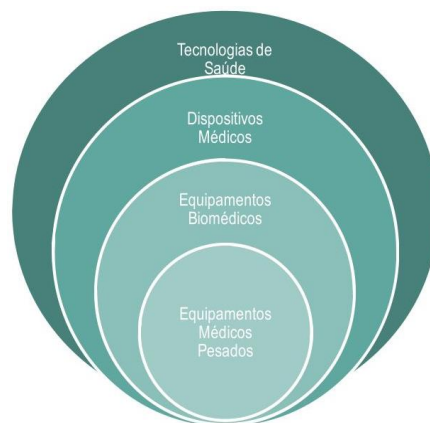 Tecnologias de
Saúde
Dispositivos
Médicos
Equipamentos
Biomédicos
Equipamentos
Médicos
Pesados